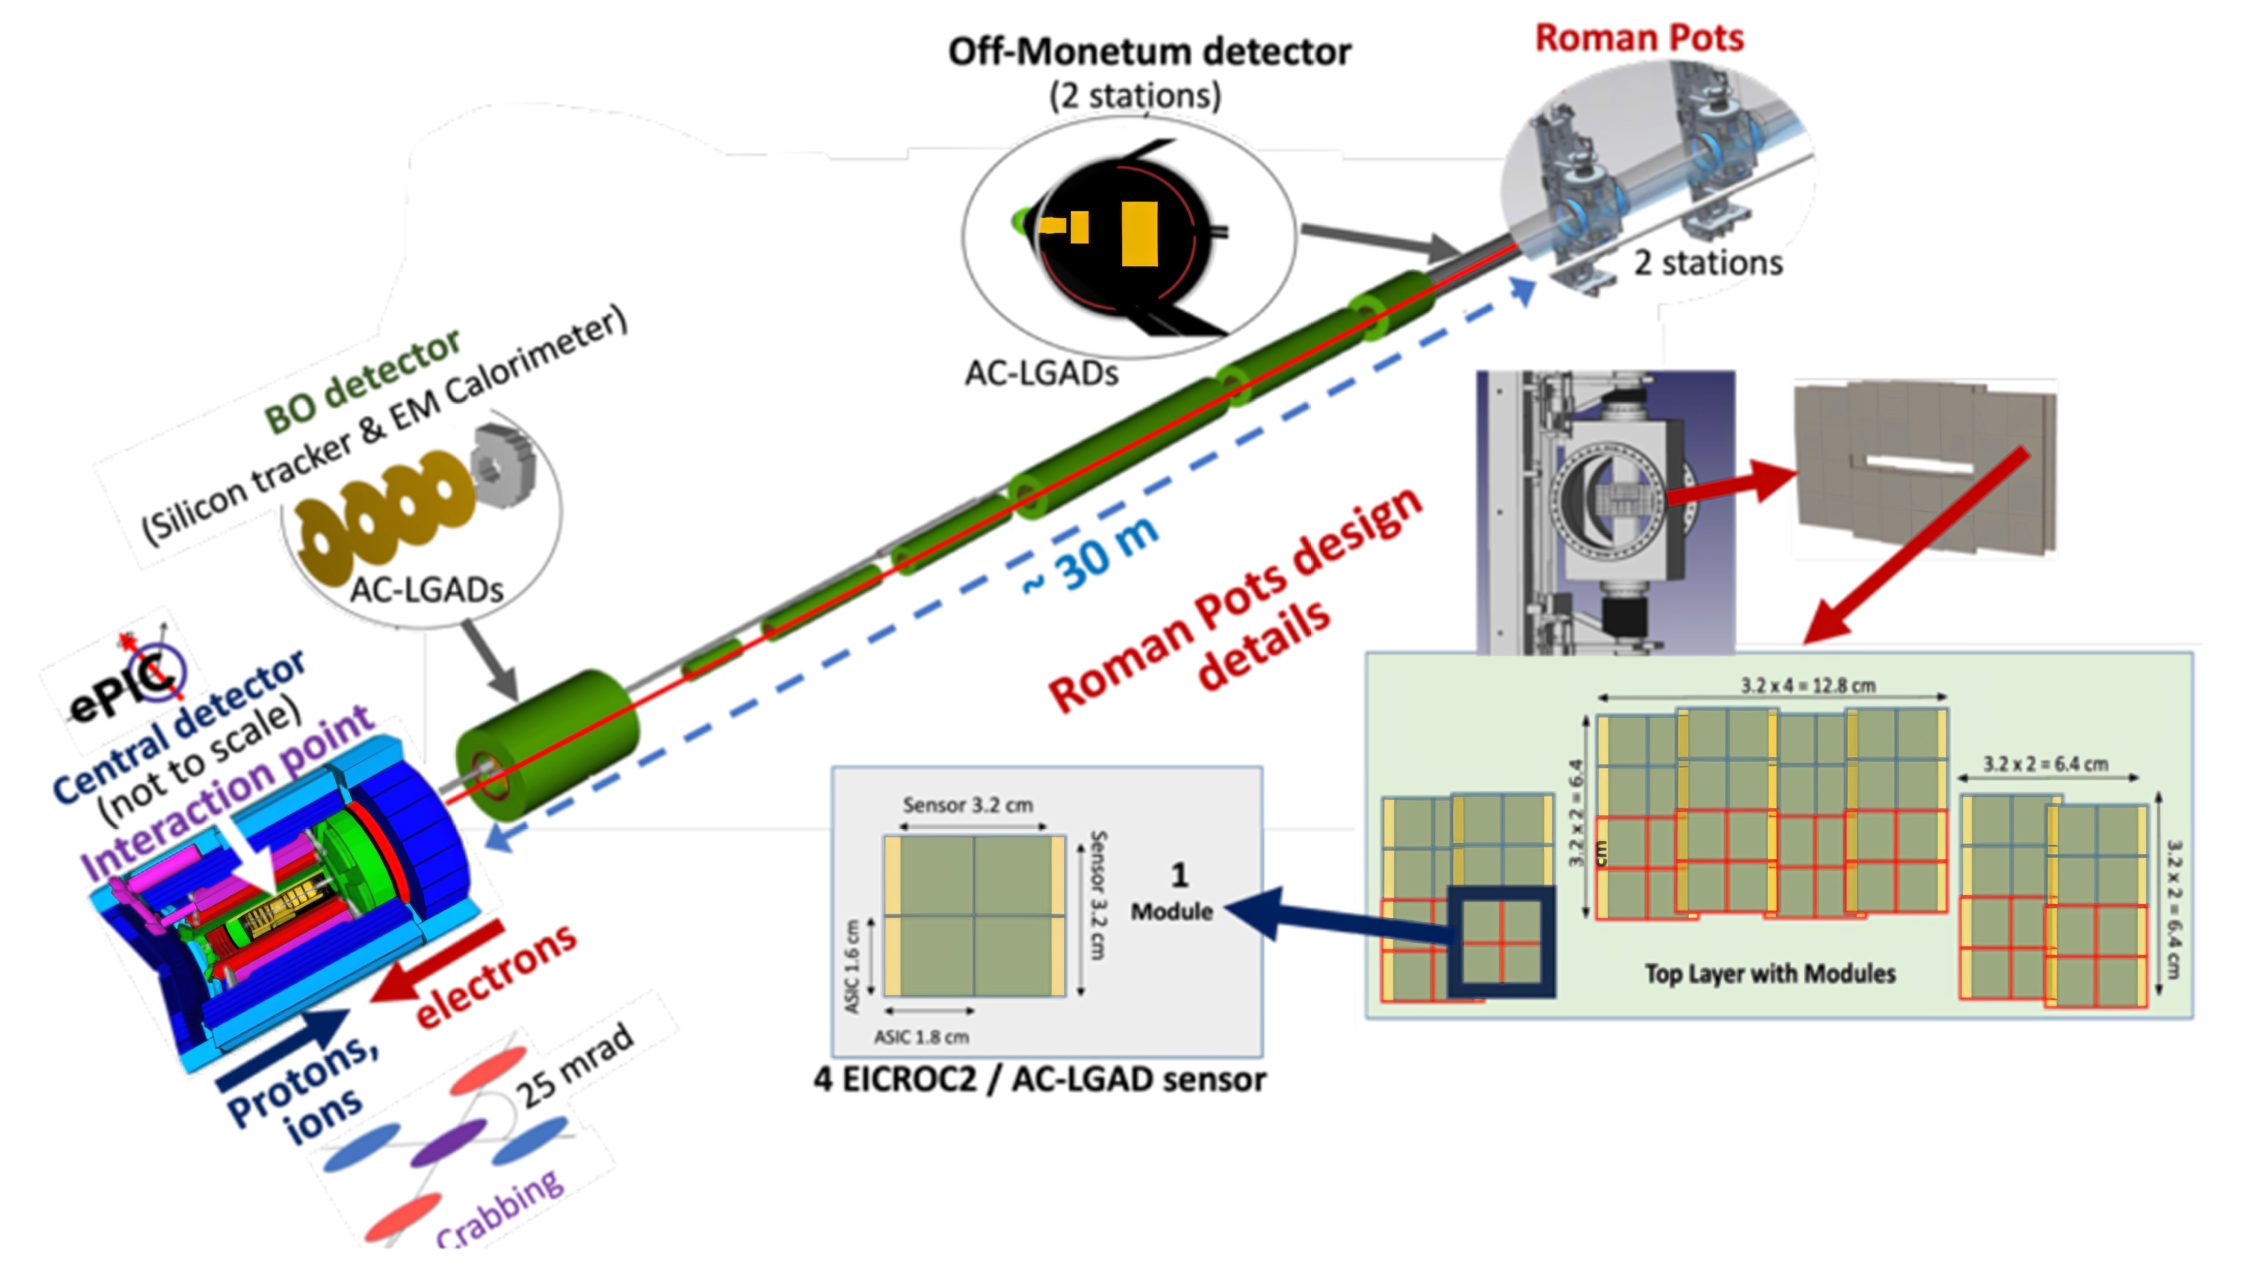 Off-Monetum detector
(2 stations)
AC-LGADs
Roman Pots
2 stations
BO detector
(Silicon tracker & EM Calorimeter)
AC-LGADs
~ 30 m
Roman Pots design
details
ePIC
Central detector
(not to scale)
Interaction point
electrons
Protons,
ions
25 mrad
Crabbing
Sensor 3.2 cm
Sensor 3.2 cm
ASIC 1.6 cm
ASIC 1.8 cm
1
Module
4 EICROC2 / AC-LGAD sensor
3.2 x 4 = 12.8 cm
3.2 x 2 = 6.4
cm
3.2 x 2 = 6.4 cm
3.2 x 2 = 6.4 cm
Top Layer with Modules